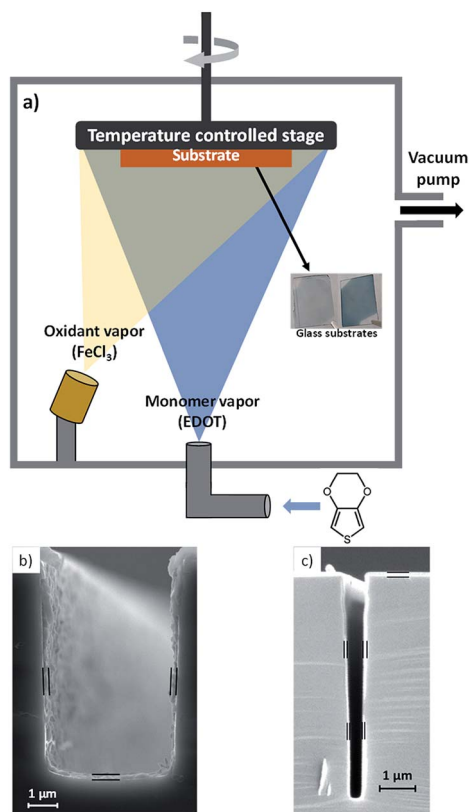 a)
Temperature controlled stage
Substrate
Vacuum
pump
Glass substrates
Oxidant vapor
(FeCl₃)
Monomer vapor
(EDOT)
O
O
S
b)
c)
1 μm
1 μm